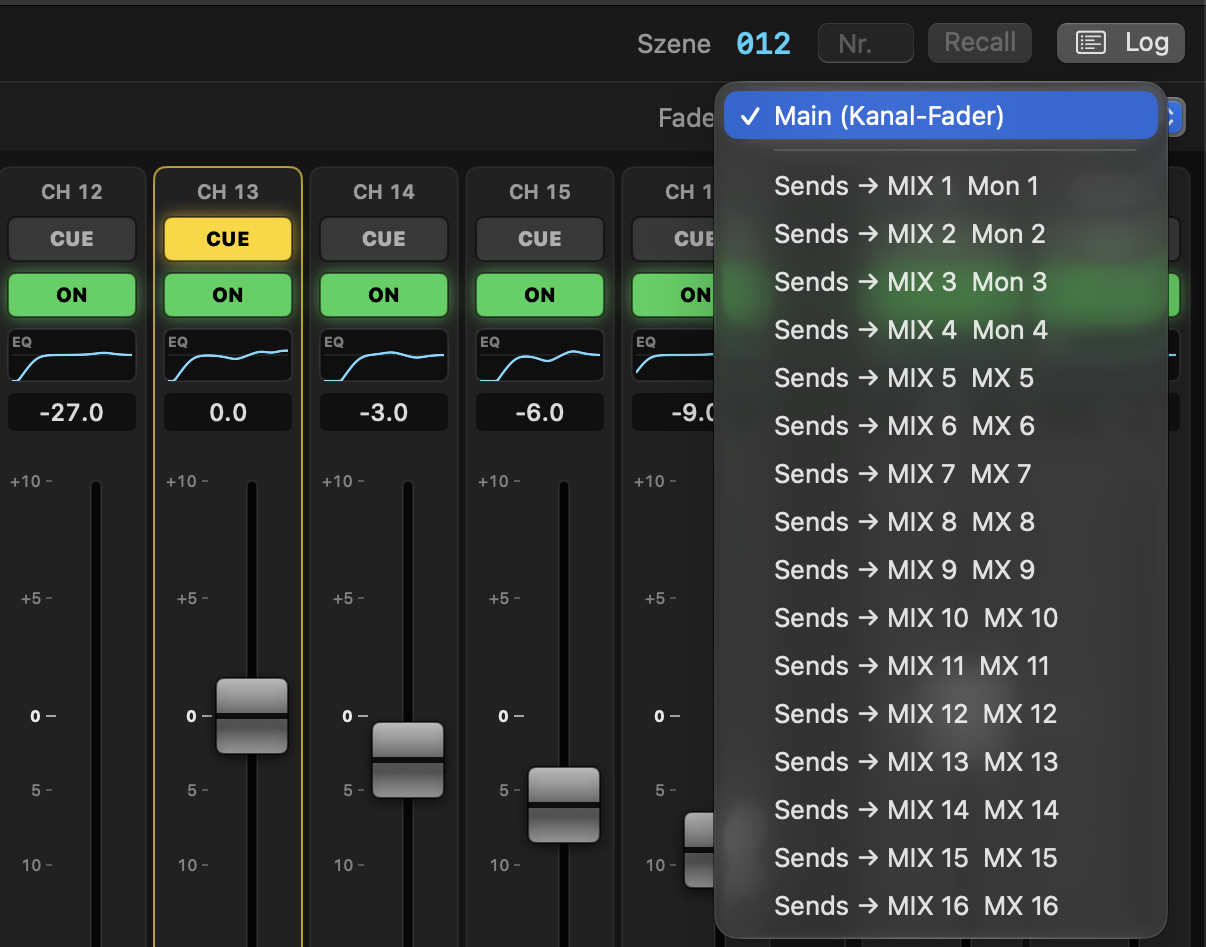 Szene 012 Nr. Recall Log
Fade
✓ Main (Kanal-Fader)
Sends → MIX 1 Mon 1
Sends → MIX 2 Mon 2
Sends → MIX 3 Mon 3
Sends → MIX 4 Mon 4
Sends → MIX 5 MX 5
Sends → MIX 6 MX 6
Sends → MIX 7 MX 7
Sends → MIX 8 MX 8
Sends → MIX 9 MX 9
Sends → MIX 10 MX 10
Sends → MIX 11 MX 11
Sends → MIX 12 MX 12
Sends → MIX 13 MX 13
Sends → MIX 14 MX 14
Sends → MIX 15 MX 15
Sends → MIX 16 MX 16
CH 12 CH 13 CH 14 CH 15 CH 1
CUE CUE CUE CUE CUE
ON ON ON ON ON
EQ EQ EQ EQ EQ
-27.0 0.0 -3.0 -6.0 -9.0
+10 +10 +10 +10 +10
+5 +5 +5 +5 +5
0 0 0 0 0
5 5 5 5 5
10 10 10 10 10